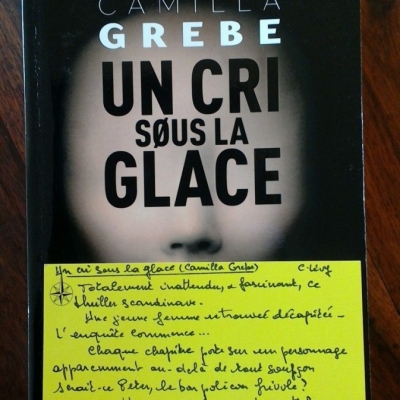 CAMILLA
GREBE
UN CRI
SØUS LA
GLACE
Un cri sous la glace (Camilla Grebe) C. Lévy
Totalement inattendu, & fascinant, ce
thriller scandinave.
Une jeune femme retrouvée décapitée -
L'enquête commence...
Chaque chapitre porte sur un personnage
apparemment au-delà de tout soupçon
serait-ce Peter, le bon policier frivole?